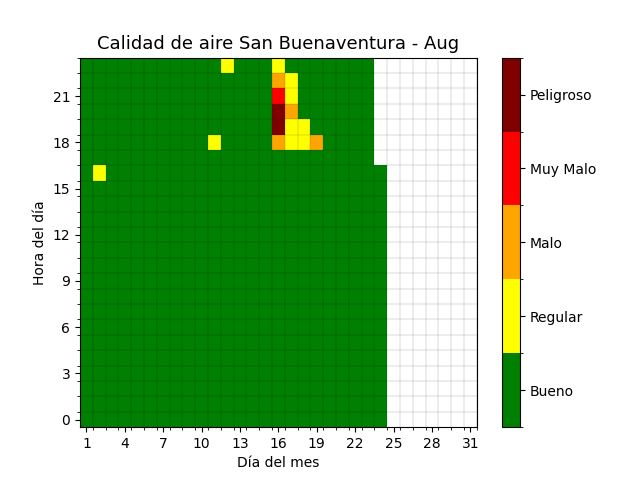 Calidad de aire San Buenaventura - Aug
Hora del día
21
18
15
12
9
6
3
0
1 4 7 10 13 16 19 22 25 28 31
Día del mes
Peligroso
Muy Malo
Malo
Regular
Bueno